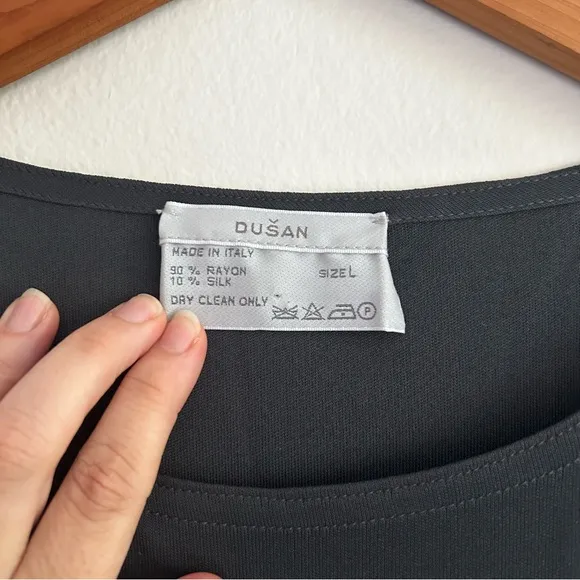 DUŠAN
MADE IN ITALY
90 % RAYON SIZE L
10 % SILK
DRY CLEAN ONLY
P